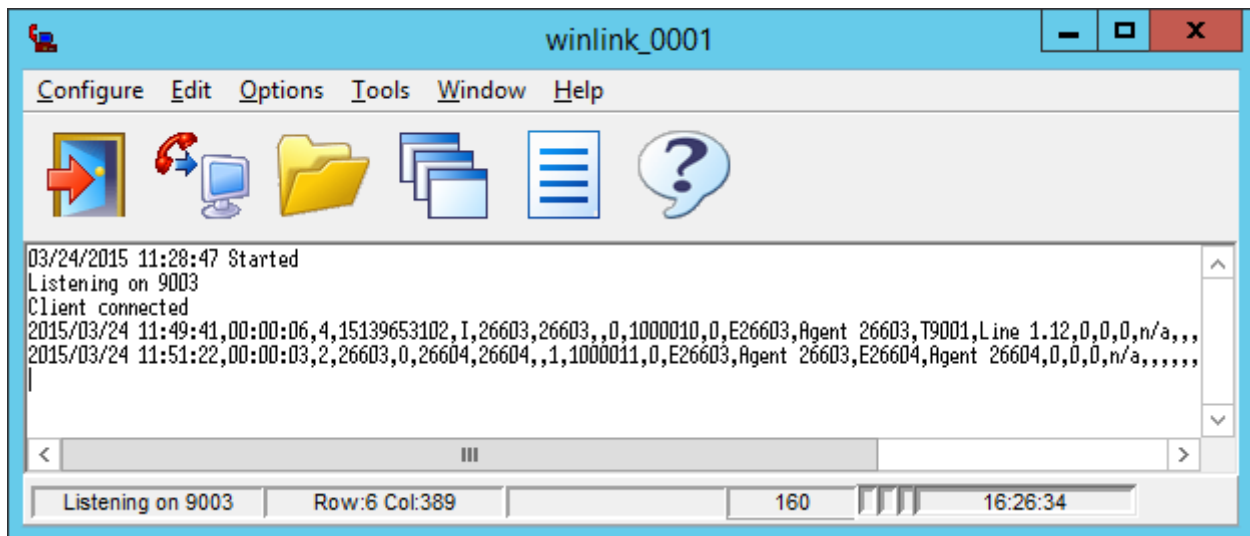 winlink_0001
Configure Edit Options Tools Window Help
03/24/2015 11:28:47 Started
Listening on 9003
Client connected
2015/03/24 11:49:41,00:00:06,4,15139653102,I,26603,26603,,0,1000010,0,E26603,Agent 26603,T9001,Line 1.12,0,0,0,n/a,,,
2015/03/24 11:51:22,00:00:03,2,26603,O,26604,26604,,1,1000011,0,E26603,Agent 26603,E26604,Agent 26604,0,0,0,n/a,,,,,,
Listening on 9003 Row:6 Col:389 160 16:26:34